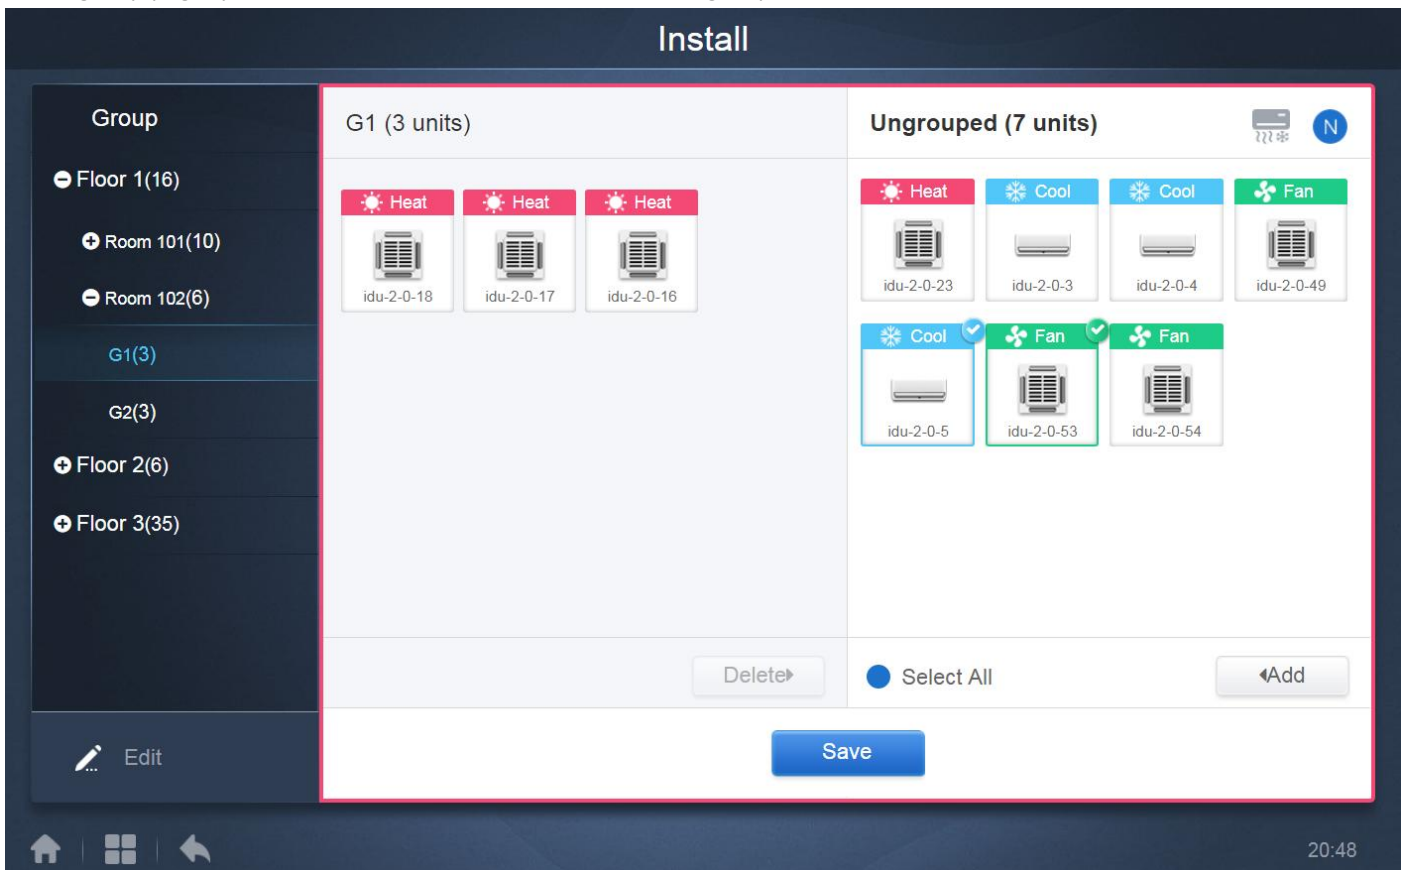 Install
Group
Floor 1(16)
Room 101(10)
Room 102(6)
G1(3)
G2(3)
Floor 2(6)
Floor 3(35)
Edit
G1 (3 units)
Heat Heat Heat
idu-2-0-18 idu-2-0-17 idu-2-0-16
Delete
Ungrouped (7 units) N
Heat Cool Cool Fan
idu-2-0-23 idu-2-0-3 idu-2-0-4 idu-2-0-49
Cool Fan Fan
idu-2-0-5 idu-2-0-53 idu-2-0-54
Select All Add
Save
20:48